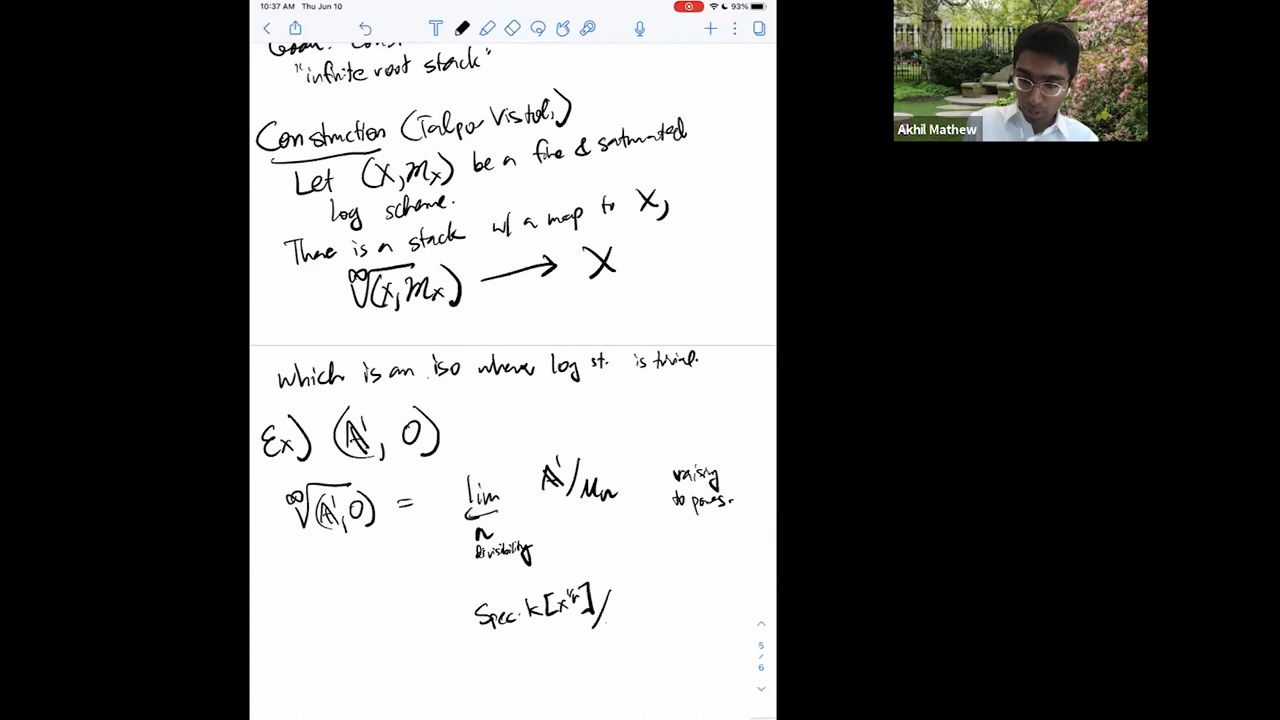 10:37 AM Thu Jun 10
93%
"infinite root stack"
Construction (Talpo Vistoli)
Let (X, M_X) be a fine & saturated
log scheme.
There is a stack w/ a map to X,
∞√(X, M_X) ⟶ X
which is an iso where log st. is trivial.
Ex) (𝔸¹, 0)
∞√(𝔸¹, 0) = lim 𝔸¹/μ_n raising
← to powers.
n
divisibility
Spec k[x^{1/n}]/
5
/
6
Akhil Mathew